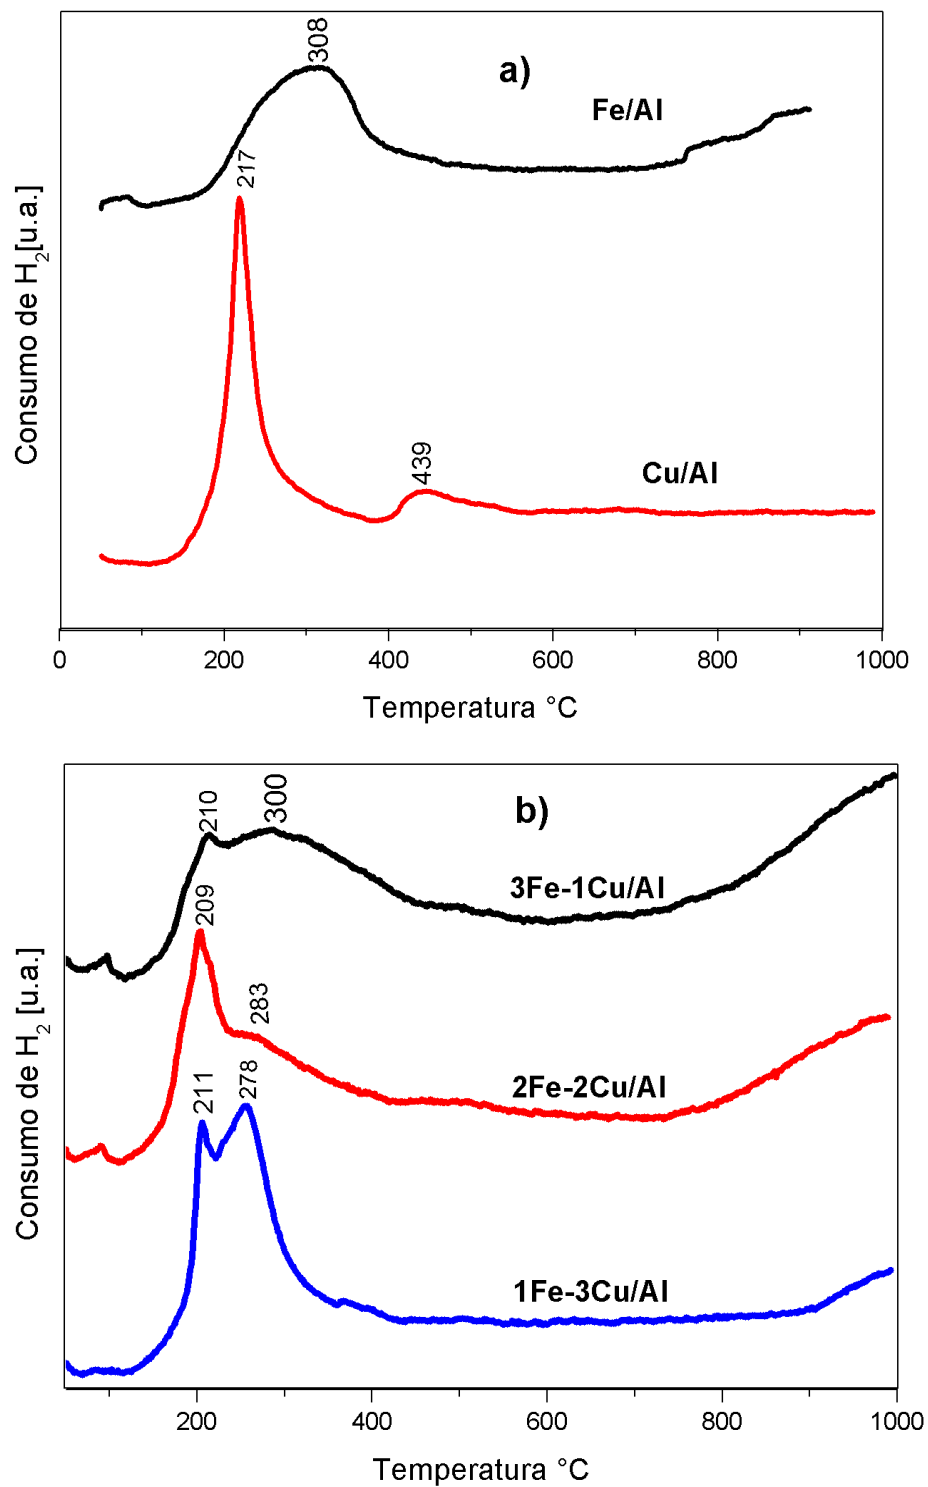 308
a)
Fe/Al
217
Consumo de H2[u.a.]
439
Cu/Al
0
200
400
600
800
1000
Temperatura °C
b)
210
300
3Fe-1Cu/Al
209
283
Consumo de H2 [u.a.]
2Fe-2Cu/Al
211
278
1Fe-3Cu/Al
200
400
600
800
1000
Temperatura °C